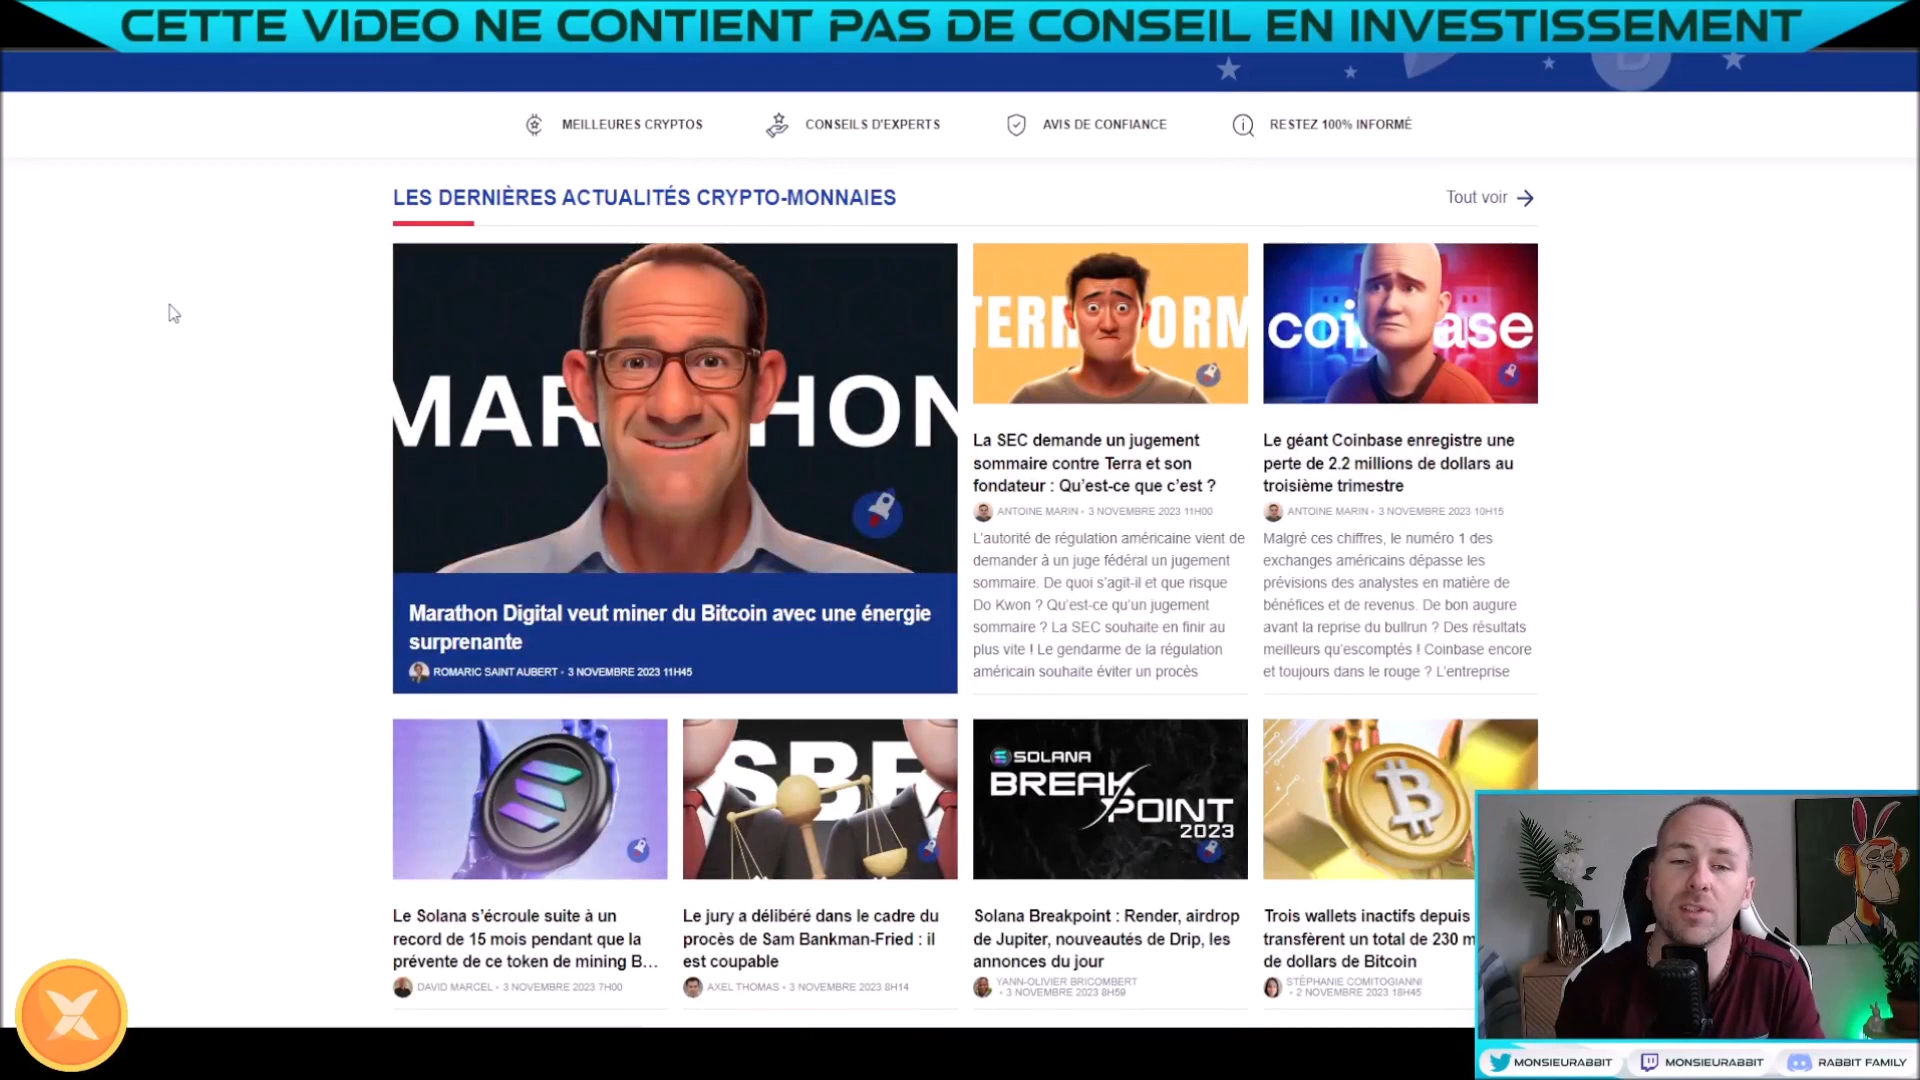 CETTE VIDEO NE CONTIENT PAS DE CONSEIL EN INVESTISSEMENT
MEILLEURES CRYPTOS
CONSEILS D'EXPERTS
AVIS DE CONFIANCE
RESTEZ 100% INFORMÉ
LES DERNIÈRES ACTUALITÉS CRYPTO-MONNAIES
Tout voir
MAR HON
Marathon Digital veut miner du Bitcoin avec une énergie
surprenante
ROMARIC SAINT AUBERT • 3 NOVEMBRE 2023 11H45
TERR ORM
La SEC demande un jugement
sommaire contre Terra et son
fondateur : Qu'est-ce que c'est ?
ANTOINE MARIN • 3 NOVEMBRE 2023 11H00
L'autorité de régulation américaine vient de
demander à un juge fédéral un jugement
sommaire. De quoi s'agit-il et que risque
Do Kwon ? Qu'est-ce qu'un jugement
sommaire ? La SEC souhaite en finir au
plus vite ! Le gendarme de la régulation
américain souhaite éviter un procès
coi ase
Le géant Coinbase enregistre une
perte de 2.2 millions de dollars au
troisième trimestre
ANTOINE MARIN • 3 NOVEMBRE 2023 10H15
Malgré ces chiffres, le numéro 1 des
exchanges américains dépasse les
prévisions des analystes en matière de
bénéfices et de revenus. De bon augure
avant la reprise du bullrun ? Des résultats
meilleurs qu'escomptés ! Coinbase encore
et toujours dans le rouge ? L'entreprise
Le Solana s'écroule suite à un
record de 15 mois pendant que la
prévente de ce token de mining B…
DAVID MARCEL • 3 NOVEMBRE 2023 7H00
SBF
Le jury a délibéré dans le cadre du
procès de Sam Bankman-Fried : il
est coupable
AXEL THOMAS • 3 NOVEMBRE 2023 8H14
SOLANA
BREAK
POINT
2023
Solana Breakpoint : Render, airdrop
de Jupiter, nouveautés de Drip, les
annonces du jour
YANN-OLIVIER BRICOMBERT
• 3 NOVEMBRE 2023 8H59
Trois wallets inactifs depuis
transfèrent un total de 230 m
de dollars de Bitcoin
STÉPHANIE COMITOGIANNI
• 2 NOVEMBRE 2023 18H45
MONSIEURABBIT
MONSIEURABBIT
RABBIT FAMILY